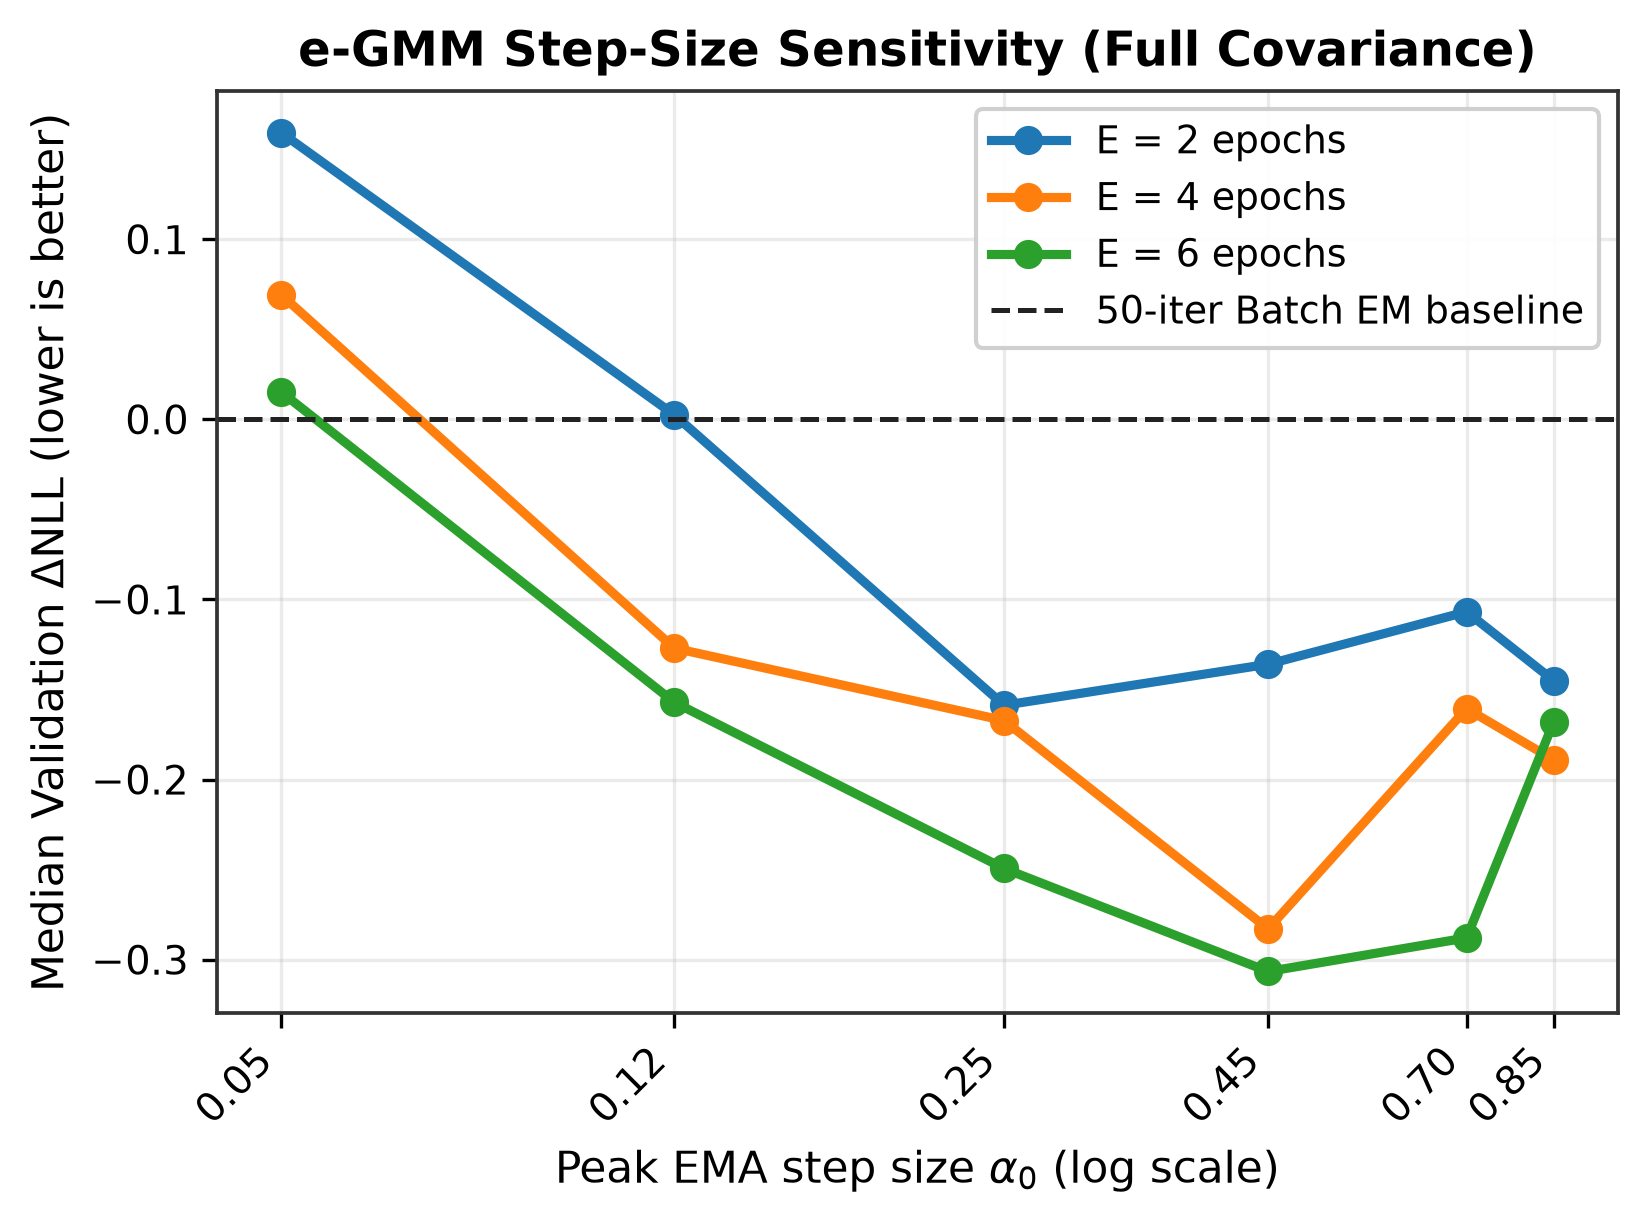 e-GMM Step-Size Sensitivity (Full Covariance)
Median Validation ΔNLL (lower is better)
0.1
0.0
−0.1
−0.2
−0.3
E = 2 epochs
E = 4 epochs
E = 6 epochs
50-iter Batch EM baseline
0.05
0.12
0.25
0.45
0.70
0.85
Peak EMA step size α₀ (log scale)